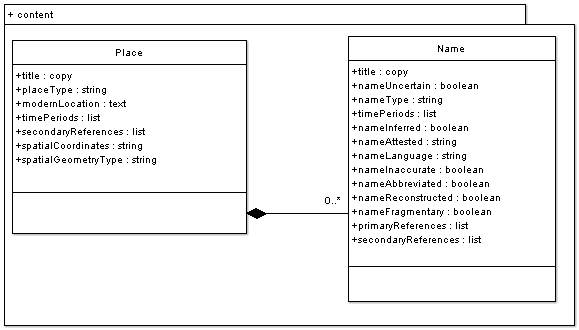 + content
Place
+title : copy
+placeType : string
+modernLocation : text
+timePeriods : list
+secondaryReferences : list
+spatialCoordinates : string
+spatialGeometryType : string
0..*
Name
+title : copy
+nameUncertain : boolean
+nameType : string
+timePeriods : list
+nameInferred : boolean
+nameAttested : string
+nameLanguage : string
+nameInaccurate : boolean
+nameAbbreviated : boolean
+nameReconstructed : boolean
+nameFragmentary : boolean
+primaryReferences : list
+secondaryReferences : list